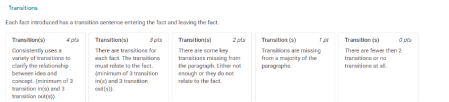 Transitions
Each fact introduced has a transition sentence entering the fact and leaving the fact.
Transition(s) 4 pts
Consistently uses a
variety of transitions to
clarify the relationship
between idea and
concept. (minimum of 3
transition in(s) and 3
transition out(s)).
Transition(s) 3 pts
There are transitions for
each fact. The transitions
must relate to the fact.
(minimum of 3 transition
in(s) and 3 transition
out(s)).
Transition(s) 2 pts
There are some key
transitions missing from
the paragraph. Either not
enough or they do not
relate to the fact.
Transition (s) 1 pt
Transitions are missing
from a majority of the
paragraphs.
Transition (s) 0 pts
There are fewer then 2
transitions or no
transitions at all.